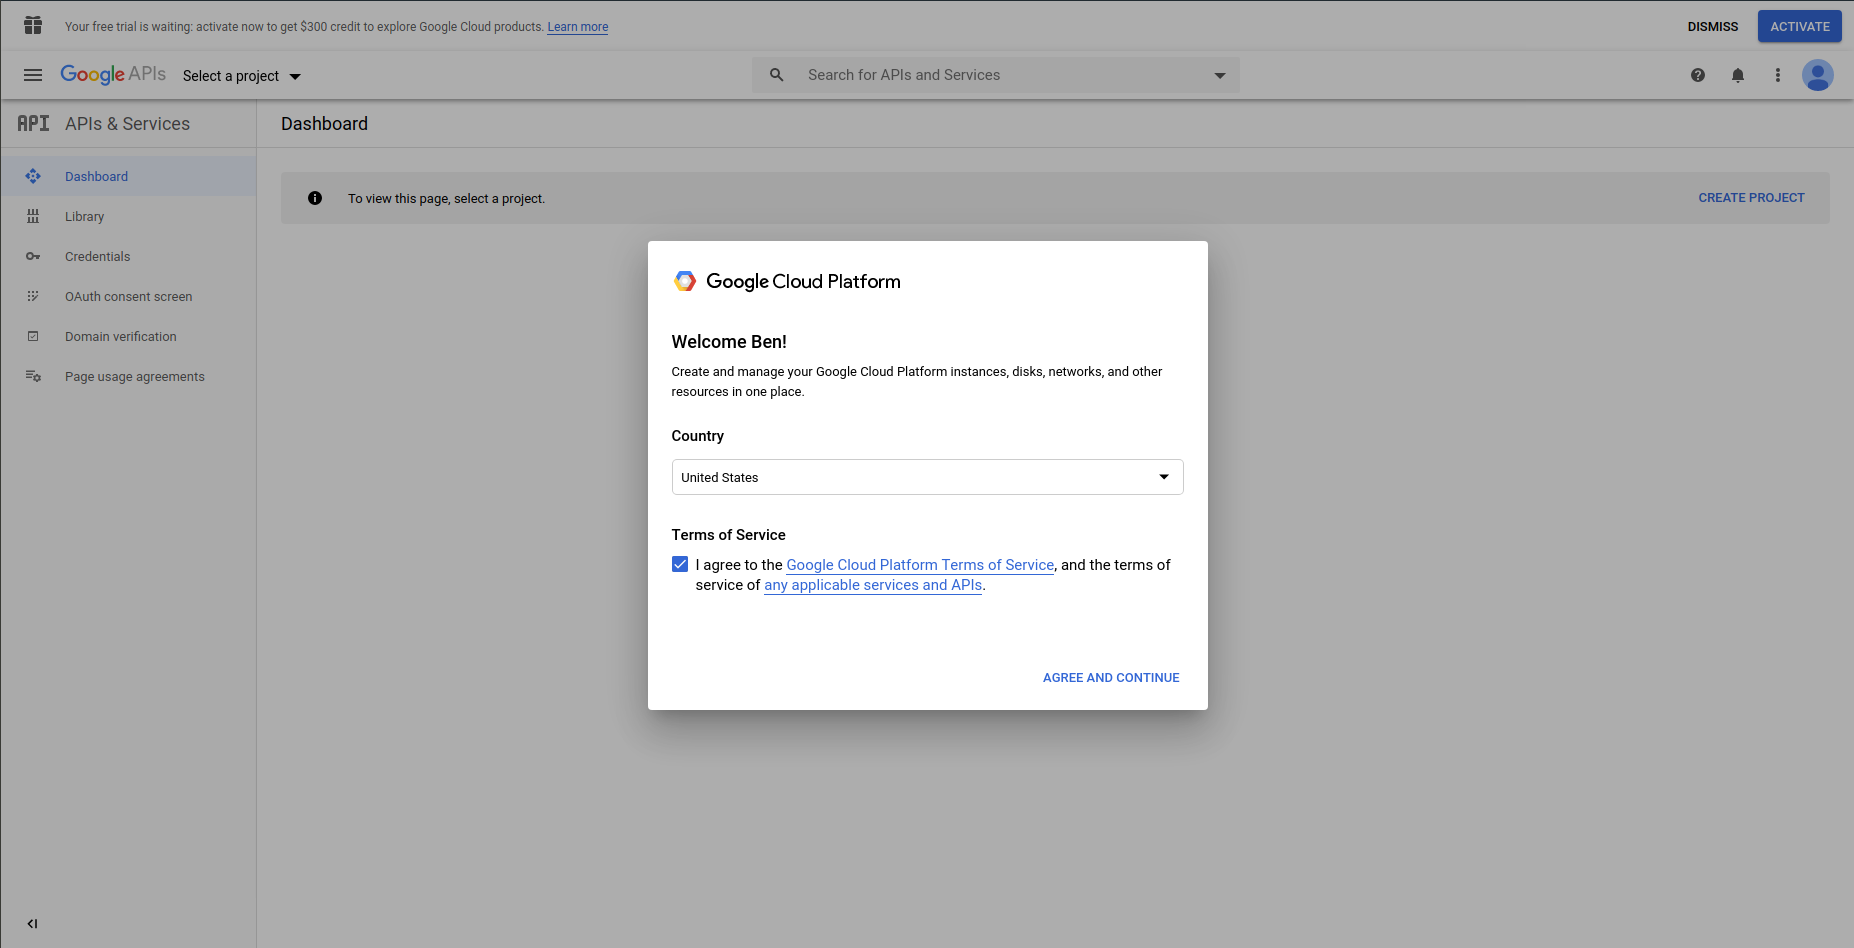 Your free trial is waiting: activate now to get $300 credit to explore Google Cloud products. Learn more
DISMISS
ACTIVATE
Google APIs
Select a project
Search for APIs and Services
API
APIs & Services
Dashboard
Dashboard
Library
Credentials
OAuth consent screen
Domain verification
Page usage agreements
To view this page, select a project.
CREATE PROJECT
Google Cloud Platform
Welcome Ben!
Create and manage your Google Cloud Platform instances, disks, networks, and other
resources in one place.
Country
United States
Terms of Service
I agree to the Google Cloud Platform Terms of Service, and the terms of
service of any applicable services and APIs.
AGREE AND CONTINUE